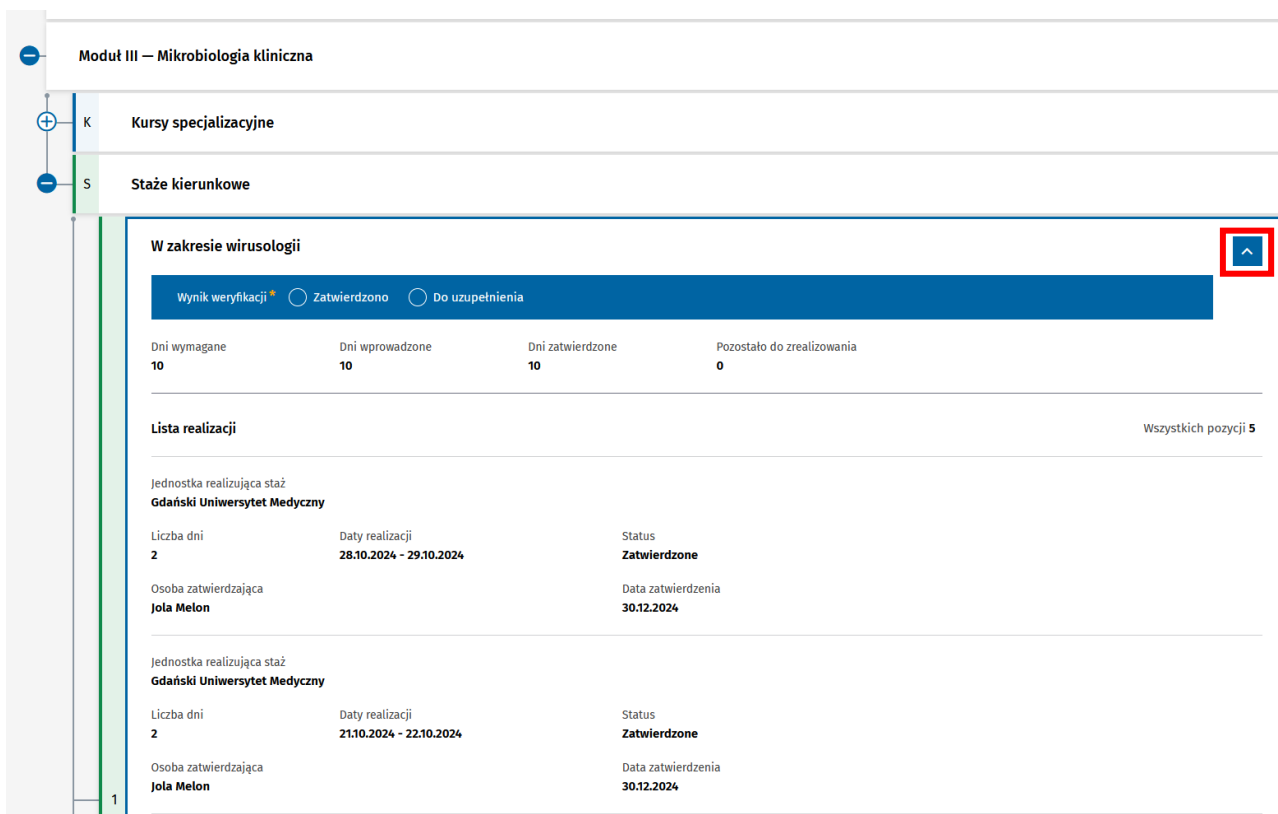 Moduł III — Mikrobiologia kliniczna
K Kursy specjalizacyjne
S Staże kierunkowe
W zakresie wirusologii
Wynik weryfikacji * Zatwierdzono Do uzupełnienia
Dni wymagane Dni wprowadzone Dni zatwierdzone Pozostało do zrealizowania
10 10 10 0
Lista realizacji Wszystkich pozycji 5
Jednostka realizująca staż
Gdański Uniwersytet Medyczny
Liczba dni Daty realizacji Status
2 28.10.2024 - 29.10.2024 Zatwierdzone
Osoba zatwierdzająca Data zatwierdzenia
Jola Melon 30.12.2024
Jednostka realizująca staż
Gdański Uniwersytet Medyczny
Liczba dni Daty realizacji Status
2 21.10.2024 - 22.10.2024 Zatwierdzone
Osoba zatwierdzająca Data zatwierdzenia
Jola Melon 30.12.2024
1